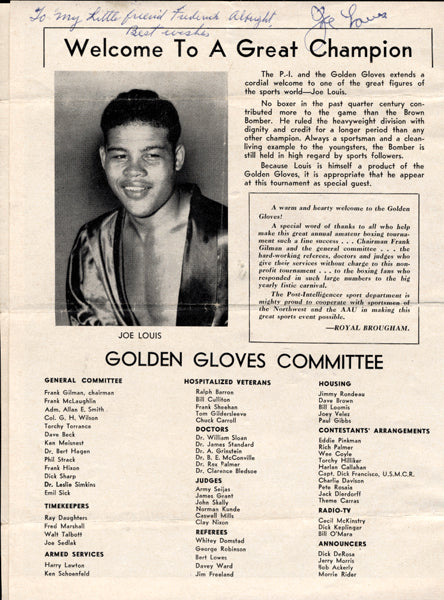 To my little friend Frederick Albright,
Best wishes
Joe Louis
Welcome To A Great Champion
The P.-I. and the Golden Gloves extends a
cordial welcome to one of the great figures of
the sports world—Joe Louis.
No boxer in the past quarter century contri-
buted more to the game than the Brown
Bomber. He ruled the heavyweight division with
dignity and credit for a longer period than any
other champion. Always a sportsman and a clean-
living example to the youngsters, the Bomber is
still held in high regard by sports followers.
Because Louis is himself a product of the
Golden Gloves, it is appropriate that he appear
at this tournament as special guest.
A warm and hearty welcome to the Golden
Gloves!
A special word of thanks to all who help
make this great annual amateur boxing tourna-
ment such a fine success . . . Chairman Frank
Gilman and the general committee . . . the
hard-working referees, doctors and judges who
give their services without charge to this non-
profit tournament . . . to the boxing fans who
responded in such large numbers to the big
yearly fistic carnival.
The Post-Intelligencer sport department is
mighty proud to cooperate with sportsmen of
the Northwest and the AAU in making this
great sports event possible.
—ROYAL BROUGHAM.
JOE LOUIS
GOLDEN GLOVES COMMITTEE
GENERAL COMMITTEE
Frank Gilman, chairman
Frank McLaughlin
Adm. Allan E. Smith
Col. G. H. Wilson
Torchy Torrance
Dave Beck
Ken Meisnest
Dr. Bert Hagen
Phil Strack
Frank Hixon
Dick Sharp
Dr. Leslie Simkins
Emil Sick
TIMEKEEPERS
Ray Daughters
Fred Marshall
Walt Talbott
Joe Sedlak
ARMED SERVICES
Harry Lawton
Ken Schoenfeld
HOSPITALIZED VETERANS
Ralph Barron
Bill Culliton
Frank Sheehan
Tom Gildersleeve
Chuck Carroll
DOCTORS
Dr. William Sloan
Dr. James Standard
Dr. A. Grinstein
Dr. B. E. McConville
Dr. Ray Palmer
Dr. Clarence Bledsoe
JUDGES
Army Seijas
James Grant
John Skally
Norman Kunde
Caswell Mills
Clay Nixon
REFEREES
Whitey Domstad
George Robinson
Bert Lowes
Davey Ward
Jim Freeland
HOUSING
Jimmy Rondeau
Dave Brown
Bill Loomis
Joey Velez
Paul Gibbs
CONTESTANTS' ARRANGEMENTS
Eddie Pinkman
Rich Palmer
Wee Coyle
Torchy Hilliker
Harlan Callahan
Capt. Dick Francisco, U.S.M.C.R.
Charlie Davison
Pete Rosaia
Jack Dierdorff
Theme Carras
RADIO-TV
Cecil McKinstry
Dick Keplinger
Bill O'Mara
ANNOUNCERS
Dick DeRosa
Jerry Morris
Bob Ackerly
Morrie Rider